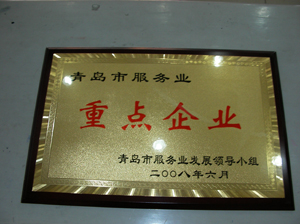 青岛市服务业
重点企业
青岛市服务业发展领导小组
二〇〇八年六月